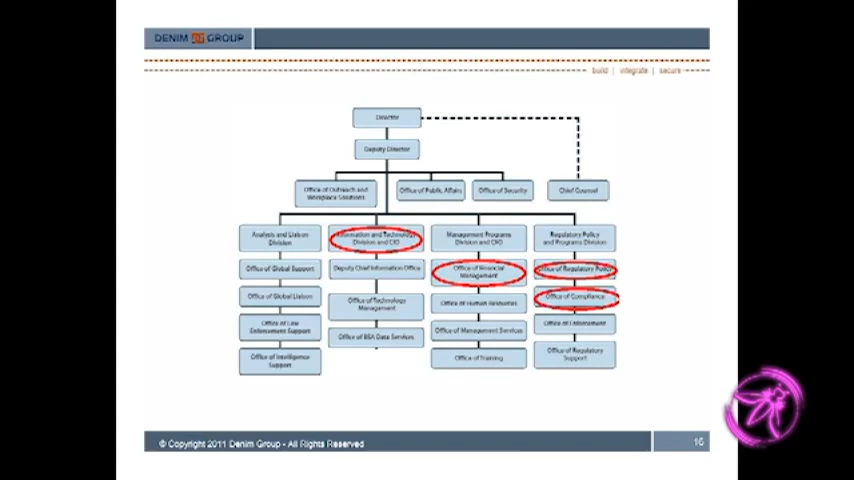 DENIM GROUP
build | integrate | secure
Director
Deputy Director
Office of Outreach and
Workplace Solutions
Office of Public Affairs
Office of Security
Chief Counsel
Analysis and Liaison
Division
Information and Technology
Division and CIO
Management Programs
Division and CFO
Regulatory Policy
and Programs Division
Office of Global Support
Deputy Chief Information Office
Office of Financial
Management
Office of Regulatory Policy
Office of Global Liaison
Office of Technology
Management
Office of Human Resources
Office of Compliance
Office of Law
Enforcement Support
Office of BSA Data Services
Office of Management Services
Office of Enforcement
Office of Intelligence
Support
Office of Training
Office of Regulatory
Support
© Copyright 2011 Denim Group - All Rights Reserved
16